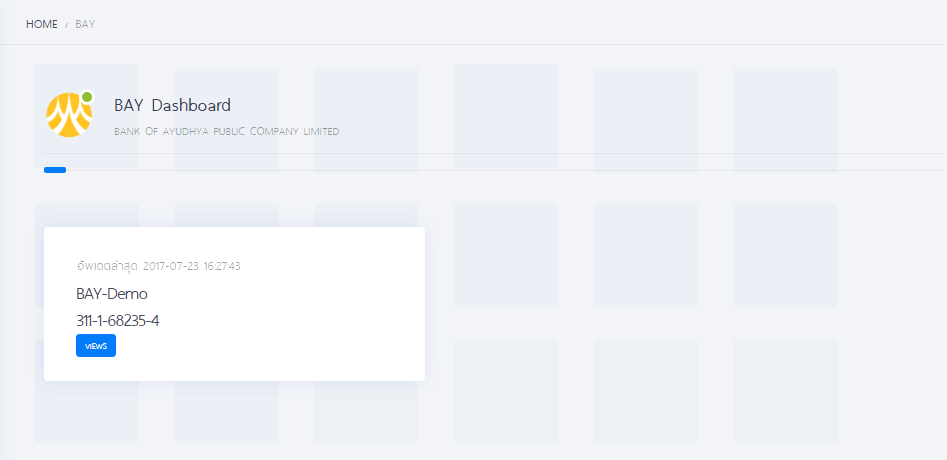 HOME / BAY
BAY Dashboard
BANK OF AYUDHYA PUBLIC COMPANY LIMITED
อัพเดตล่าสุด 2017-07-23 16:27:43
BAY-Demo
311-1-68235-4
VIEWS